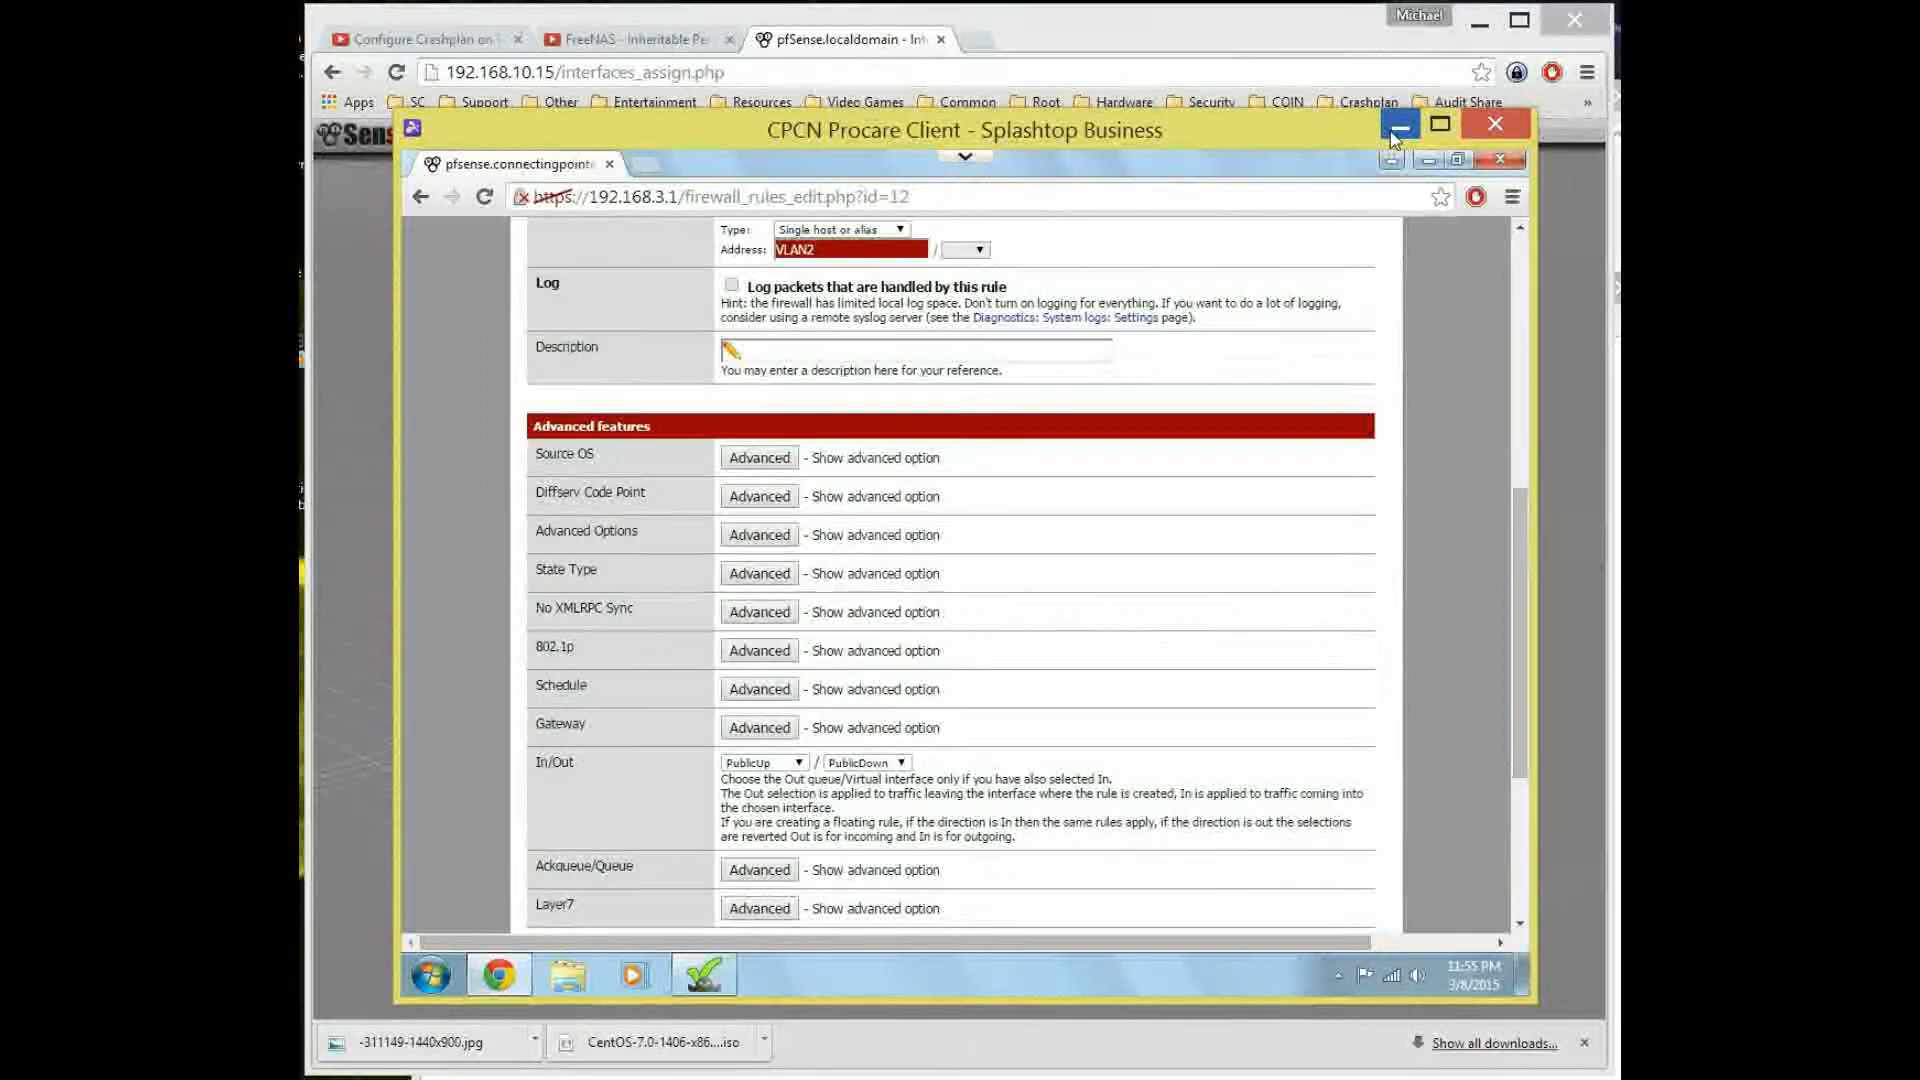 Michael
Configure Crashplan on
FreeNAS - Inheritable Pe
pfSense.localdomain - Int
192.168.10.15/interfaces_assign.php
Apps SC Support Other Entertainment Resources Video Games Common Root Hardware Security COIN Crashplan Audit Share »
Sens
CPCN Procare Client - Splashtop Business
pfsense.connectingpointe
https://192.168.3.1/firewall_rules_edit.php?id=12
Type: Single host or alias
Address: VLAN2 /
Log
Log packets that are handled by this rule
Hint: the firewall has limited local log space. Don't turn on logging for everything. If you want to do a lot of logging,
consider using a remote syslog server (see the Diagnostics: System logs: Settings page).
Description
You may enter a description here for your reference.
Advanced features
Source OS Advanced - Show advanced option
Diffserv Code Point Advanced - Show advanced option
Advanced Options Advanced - Show advanced option
State Type Advanced - Show advanced option
No XMLRPC Sync Advanced - Show advanced option
802.1p Advanced - Show advanced option
Schedule Advanced - Show advanced option
Gateway Advanced - Show advanced option
In/Out PublicUp / PublicDown
Choose the Out queue/Virtual interface only if you have also selected In.
The Out selection is applied to traffic leaving the interface where the rule is created, In is applied to traffic coming into
the chosen interface.
If you are creating a floating rule, if the direction is In then the same rules apply, if the direction is out the selections
are reverted Out is for incoming and In is for outgoing.
Ackqueue/Queue Advanced - Show advanced option
Layer7 Advanced - Show advanced option
11:55 PM
3/8/2015
-311149-1440x900.jpg
CentOS-7.0-1406-x86....iso
Show all downloads...